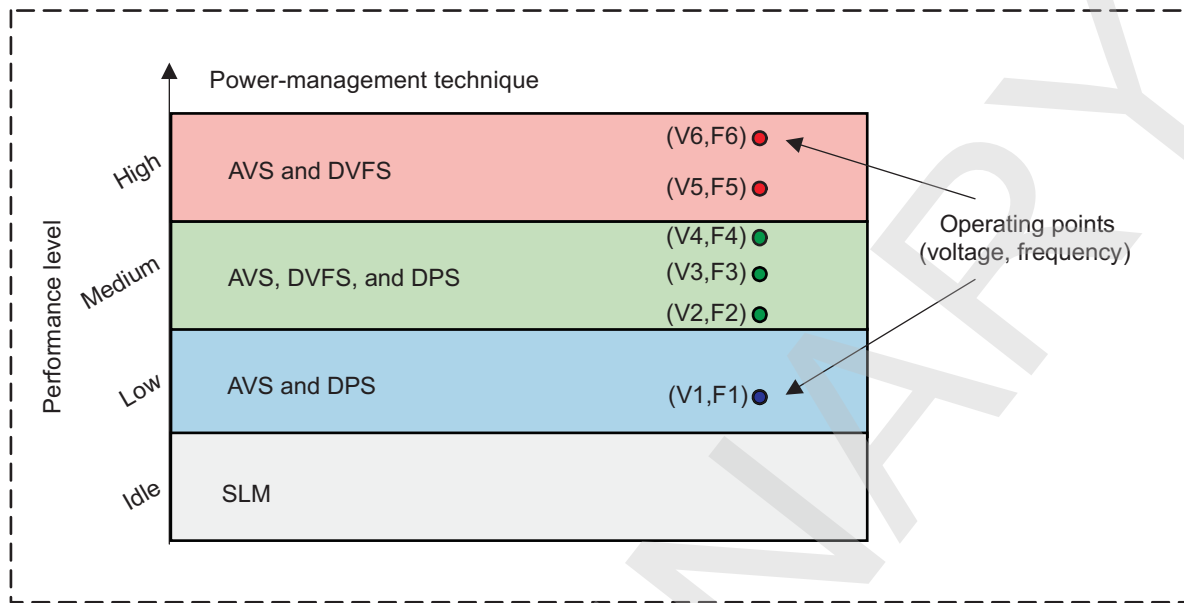 Power-management technique
High
AVS and DVFS
(V6,F6)
(V5,F5)
Operating points
(voltage, frequency)
Performance level
Medium
AVS, DVFS, and DPS
(V4,F4)
(V3,F3)
(V2,F2)
Low
AVS and DPS
(V1,F1)
Idle
SLM
NARY